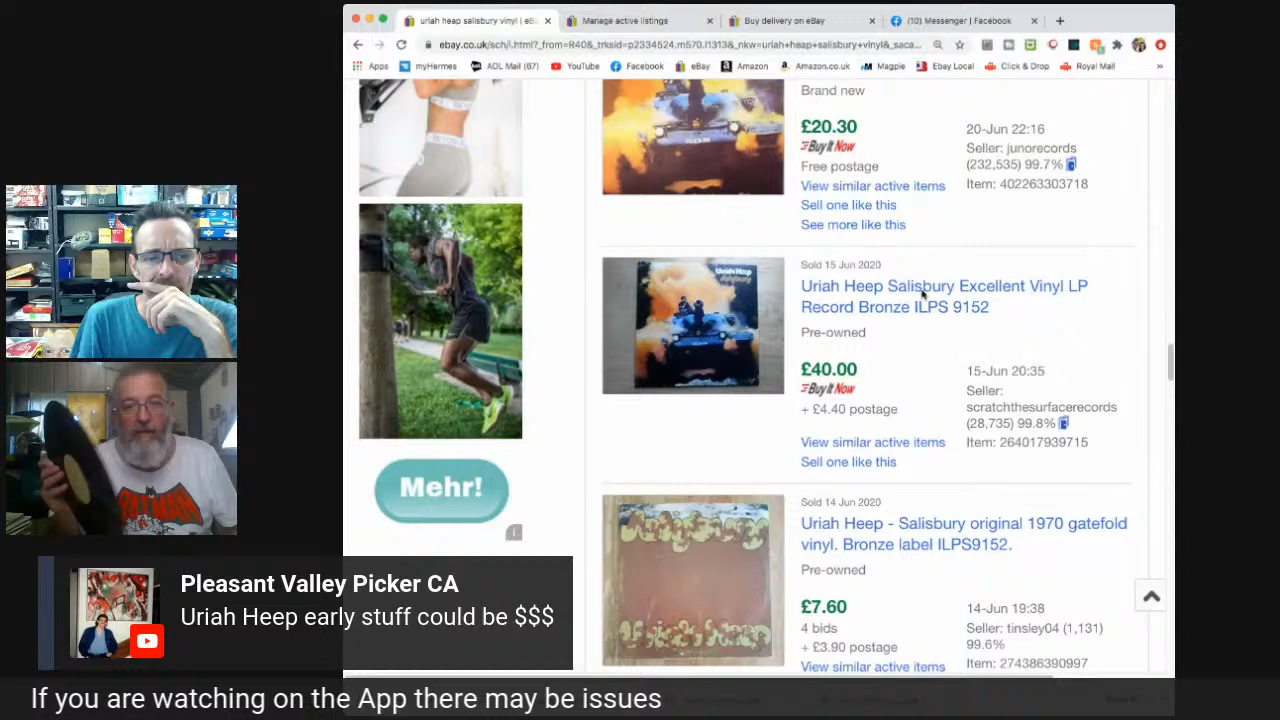 uriah heap salisbury vinyl | eB
Manage active listings
Buy delivery on eBay
(10) Messenger | Facebook
ebay.co.uk/sch/i.html?_from=R40&_trksid=p2334524.m570.l1313&_nkw=uriah+heap+salisbury+vinyl&_saca...
Apps
myHermes
AOL Mail (67)
YouTube
Facebook
eBay
Amazon
Amazon.co.uk
Magpie
Ebay Local
Click & Drop
Royal Mail
»
Brand new
£20.30
Buy It Now
Free postage
View similar active items
Sell one like this
See more like this
20-Jun 22:16
Seller: junorecords
(232,535) 99.7%
Item: 402263303718
Sold 15 Jun 2020
Uriah Heep Salisbury Excellent Vinyl LP
Record Bronze ILPS 9152
Pre-owned
£40.00
Buy It Now
+ £4.40 postage
View similar active items
Sell one like this
15-Jun 20:35
Seller:
scratchthesurfacerecords
(28,735) 99.8%
Item: 264017939715
Mehr!
Sold 14 Jun 2020
Uriah Heep - Salisbury original 1970 gatefold
vinyl. Bronze label ILPS9152.
Pre-owned
£7.60
4 bids
+ £3.90 postage
View similar active items
14-Jun 19:38
Seller: tinsley04 (1,131)
99.6%
Item: 274386390997
BATMAN
Pleasant Valley Picker CA
Uriah Heep early stuff could be $$$
If you are watching on the App there may be issues